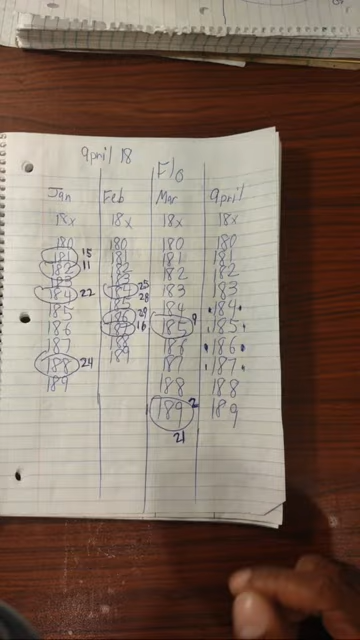 april 18
Flo
Jan Feb Mar april
18x 18x 18x 18x
180 180 180 180
181 15 181 181 181
182 11 182 182 182
183 183 183 183
184 22 184 25 184 184
185 185 28 185 9 185
186 186 29 186 186
187 187 16 187 187
188 24 188 188 188
189 189 189 2 189
21